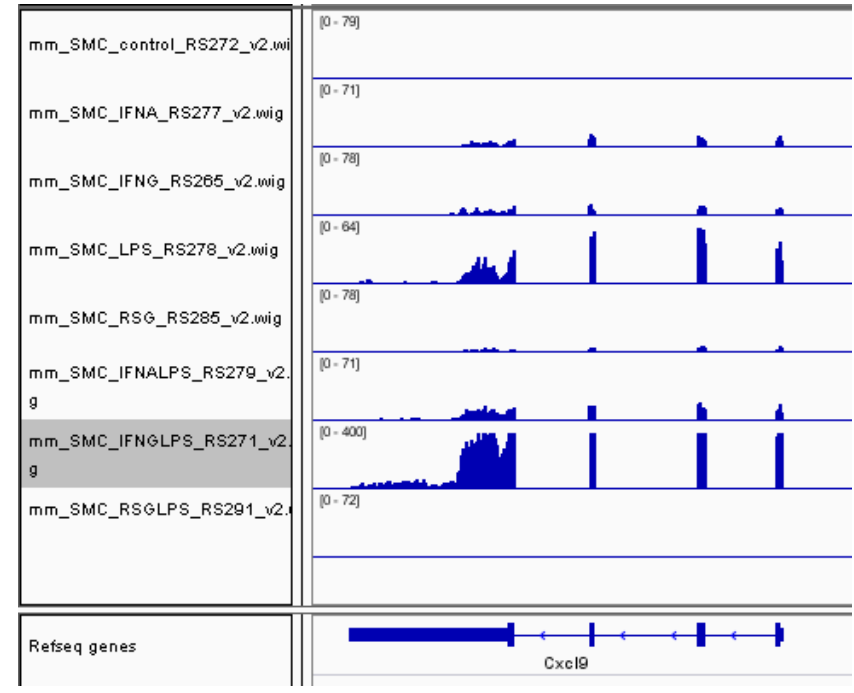 [0 - 79]
mm_SMC_control_RS272_v2.wi
[0 - 71]
mm_SMC_IFNA_RS277_v2.wig
[0 - 78]
mm_SMC_IFNG_RS265_v2.wig
[0 - 64]
mm_SMC_LPS_RS278_v2.wig
[0 - 78]
mm_SMC_RSG_RS285_v2.wig
[0 - 71]
mm_SMC_IFNALPS_RS279_v2.
g
[0 - 400]
mm_SMC_IFNGLPS_RS271_v2.
g
[0 - 72]
mm_SMC_RSGLPS_RS291_v2.
Refseq genes
Cxcl9